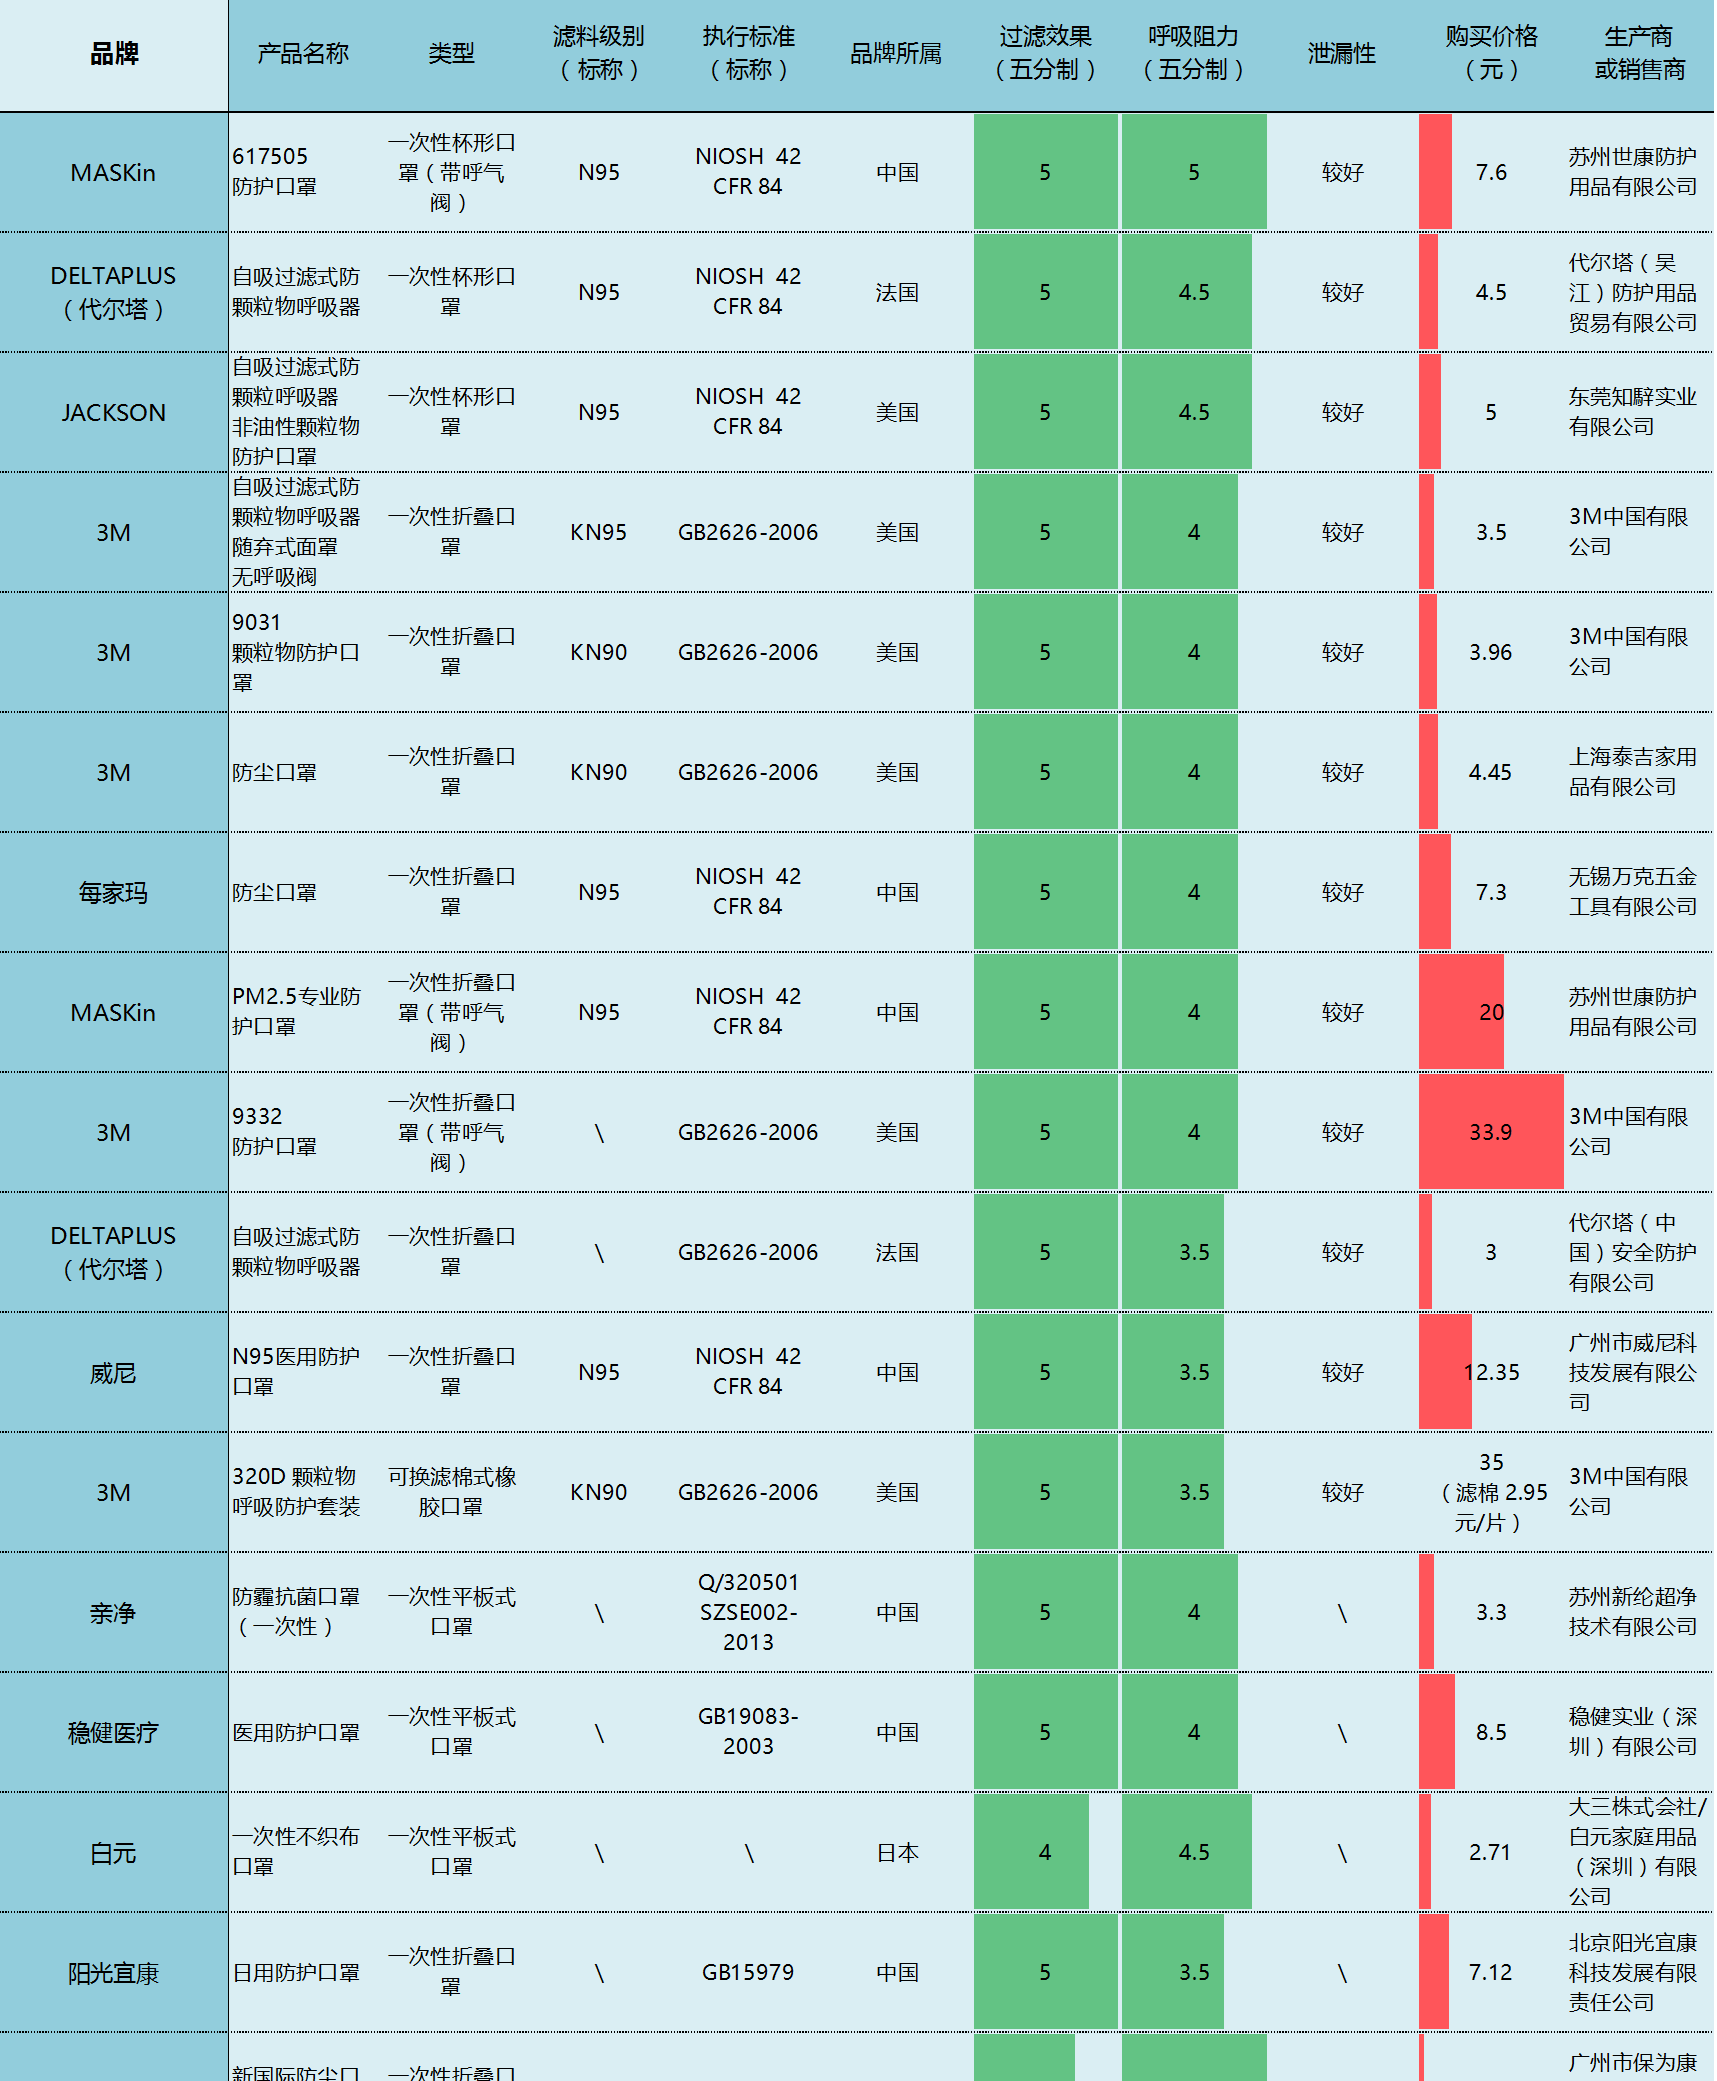 品牌
产品名称
类型
滤料级别
（标称）
执行标准
（标称）
品牌所属
过滤效果
（五分制）
呼吸阻力
（五分制）
泄漏性
购买价格
（元）
生产商
或销售商
MASKin
617505
防护口罩
一次性杯形口
罩（带呼气
阀）
N95
NIOSH 42
CFR 84
中国
5
5
较好
7.6
苏州世康防护
用品有限公司
DELTAPLUS
（代尔塔）
自吸过滤式防
颗粒物呼吸器
一次性杯形口
罩
N95
NIOSH 42
CFR 84
法国
5
4.5
较好
4.5
代尔塔（吴
江）防护用品
贸易有限公司
JACKSON
自吸过滤式防
颗粒呼吸器
非油性颗粒物
防护口罩
一次性杯形口
罩
N95
NIOSH 42
CFR 84
美国
5
4.5
较好
5
东莞知騂实业
有限公司
3M
自吸过滤式防
颗粒物呼吸器
随弃式面罩
无呼吸阀
一次性折叠口
罩
KN95
GB2626-2006
美国
5
4
较好
3.5
3M中国有限
公司
3M
9031
颗粒物防护口
罩
一次性折叠口
罩
KN90
GB2626-2006
美国
5
4
较好
3.96
3M中国有限
公司
3M
防尘口罩
一次性折叠口
罩
KN90
GB2626-2006
美国
5
4
较好
4.45
上海泰吉家用
品有限公司
每家玛
防尘口罩
一次性折叠口
罩
N95
NIOSH 42
CFR 84
中国
5
4
较好
7.3
无锡万克五金
工具有限公司
MASKin
PM2.5专业防
护口罩
一次性折叠口
罩（带呼气
阀）
N95
NIOSH 42
CFR 84
中国
5
4
较好
20
苏州世康防护
用品有限公司
3M
9332
防护口罩
一次性折叠口
罩（带呼气
阀）
\
GB2626-2006
美国
5
4
较好
33.9
3M中国有限
公司
DELTAPLUS
（代尔塔）
自吸过滤式防
颗粒物呼吸器
一次性折叠口
罩
\
GB2626-2006
法国
5
3.5
较好
3
代尔塔（中
国）安全防护
有限公司
威尼
N95医用防护
口罩
一次性折叠口
罩
N95
NIOSH 42
CFR 84
中国
5
3.5
较好
12.35
广州市威尼科
技发展有限公
司
3M
320D 颗粒物
呼吸防护套装
可换滤棉式橡
胶口罩
KN90
GB2626-2006
美国
5
3.5
较好
35
（滤棉 2.95
元/片）
3M中国有限
公司
亲净
防霾抗菌口罩
（一次性）
一次性平板式
口罩
\
Q/320501
SZSE002-
2013
中国
5
4
\
3.3
苏州新纶超净
技术有限公司
稳健医疗
医用防护口罩
一次性平板式
口罩
\
GB19083-
2003
中国
5
4
\
8.5
稳健实业（深
圳）有限公司
白元
一次性不织布
口罩
一次性平板式
口罩
\
\
日本
4
4.5
\
2.71
大三株式会社/
白元家庭用品
（深圳）有限
公司
阳光宜康
日用防护口罩
一次性折叠口
罩
\
GB15979
中国
5
3.5
\
7.12
北京阳光宜康
科技发展有限
责任公司
新国际防尘口
一次性折叠口
广州市保为康